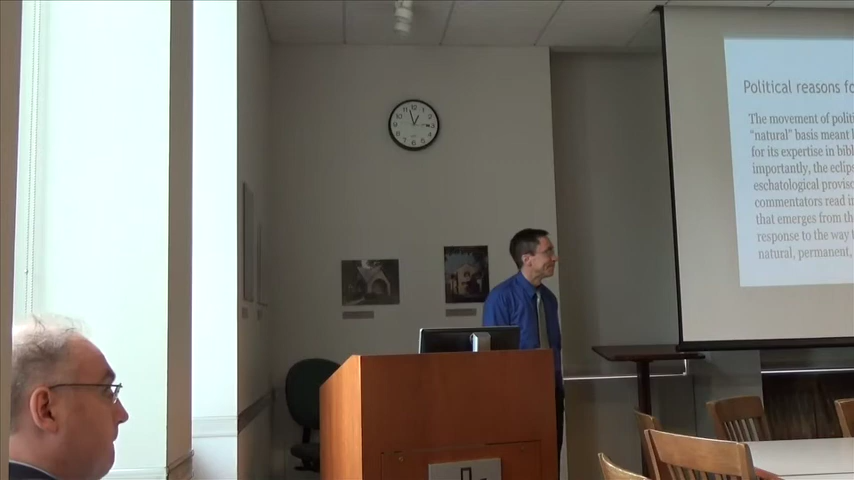 Political reasons fo
The movement of polit
"natural" basis meant
for its expertise in bibl
importantly, the eclips
eschatological proviso
commentators read in
that emerges from the
response to the way t
natural, permanent,